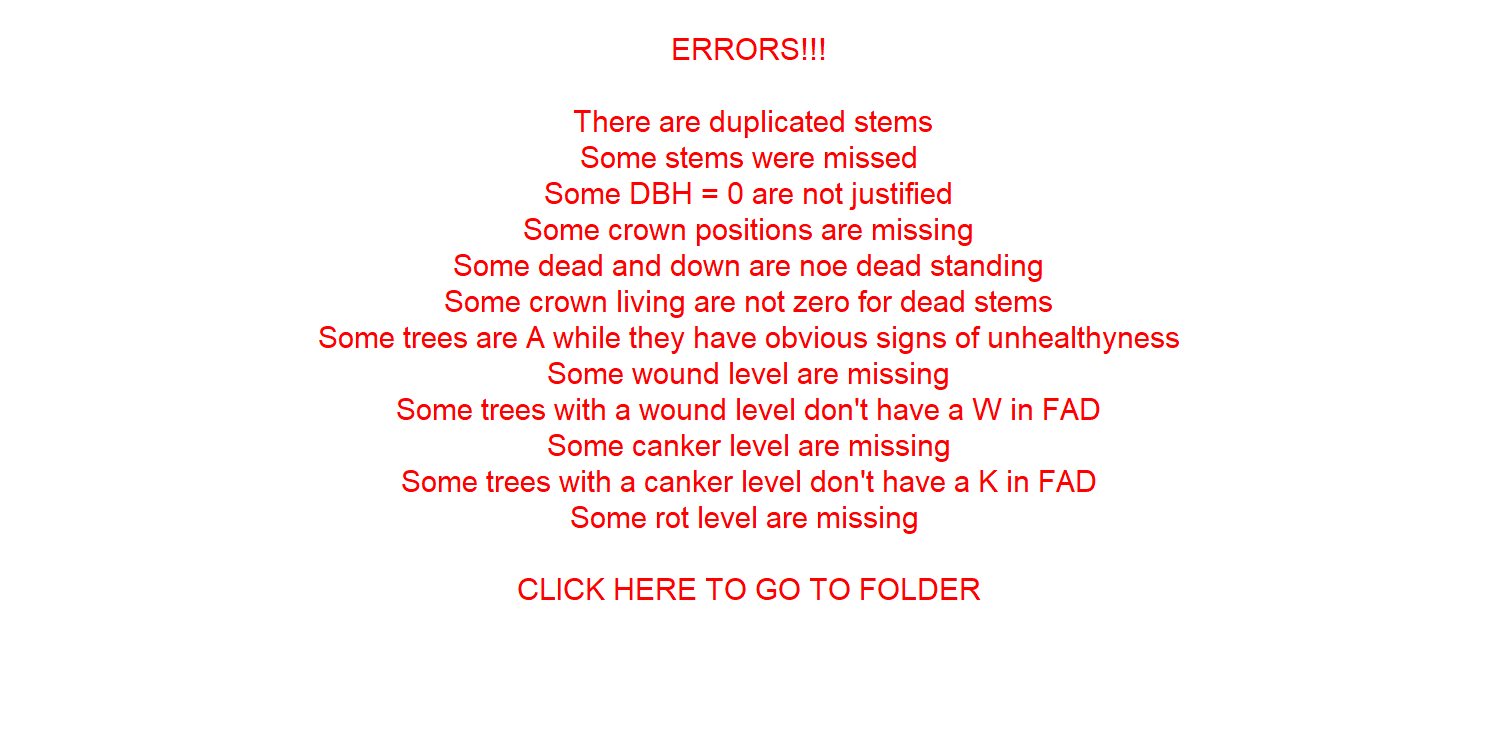 ERRORS!!!
There are duplicated stems
Some stems were missed
Some DBH = 0 are not justified
Some crown positions are missing
Some dead and down are noe dead standing
Some crown living are not zero for dead stems
Some trees are A while they have obvious signs of unhealthyness
Some wound level are missing
Some trees with a wound level don't have a W in FAD
Some canker level are missing
Some trees with a canker level don't have a K in FAD
Some rot level are missing
CLICK HERE TO GO TO FOLDER